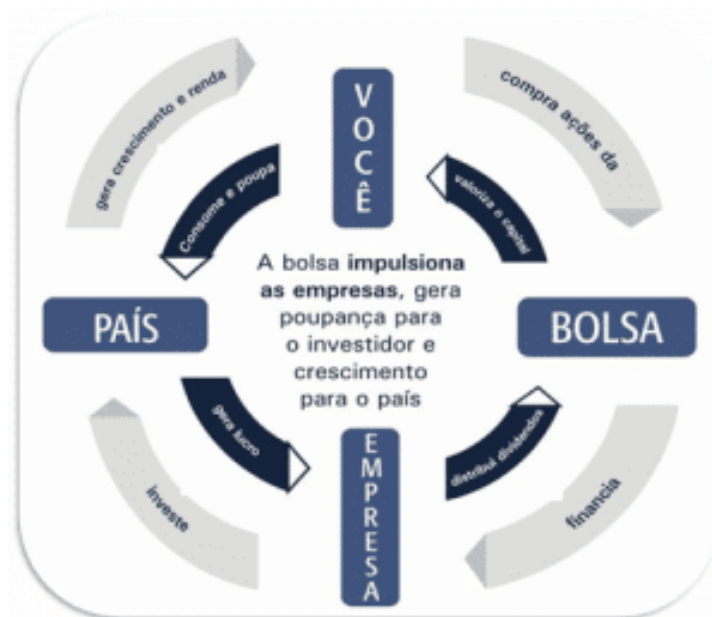 gera crescimento e renda
VOCÊ
compra ações da
Consome e poupa
valoriza o capital
A bolsa impulsiona
as empresas, gera
poupança para
o investidor e
crescimento
para o país
PAÍS
BOLSA
gera lucro
EMPRESA
distribui dividendos
investe
financia